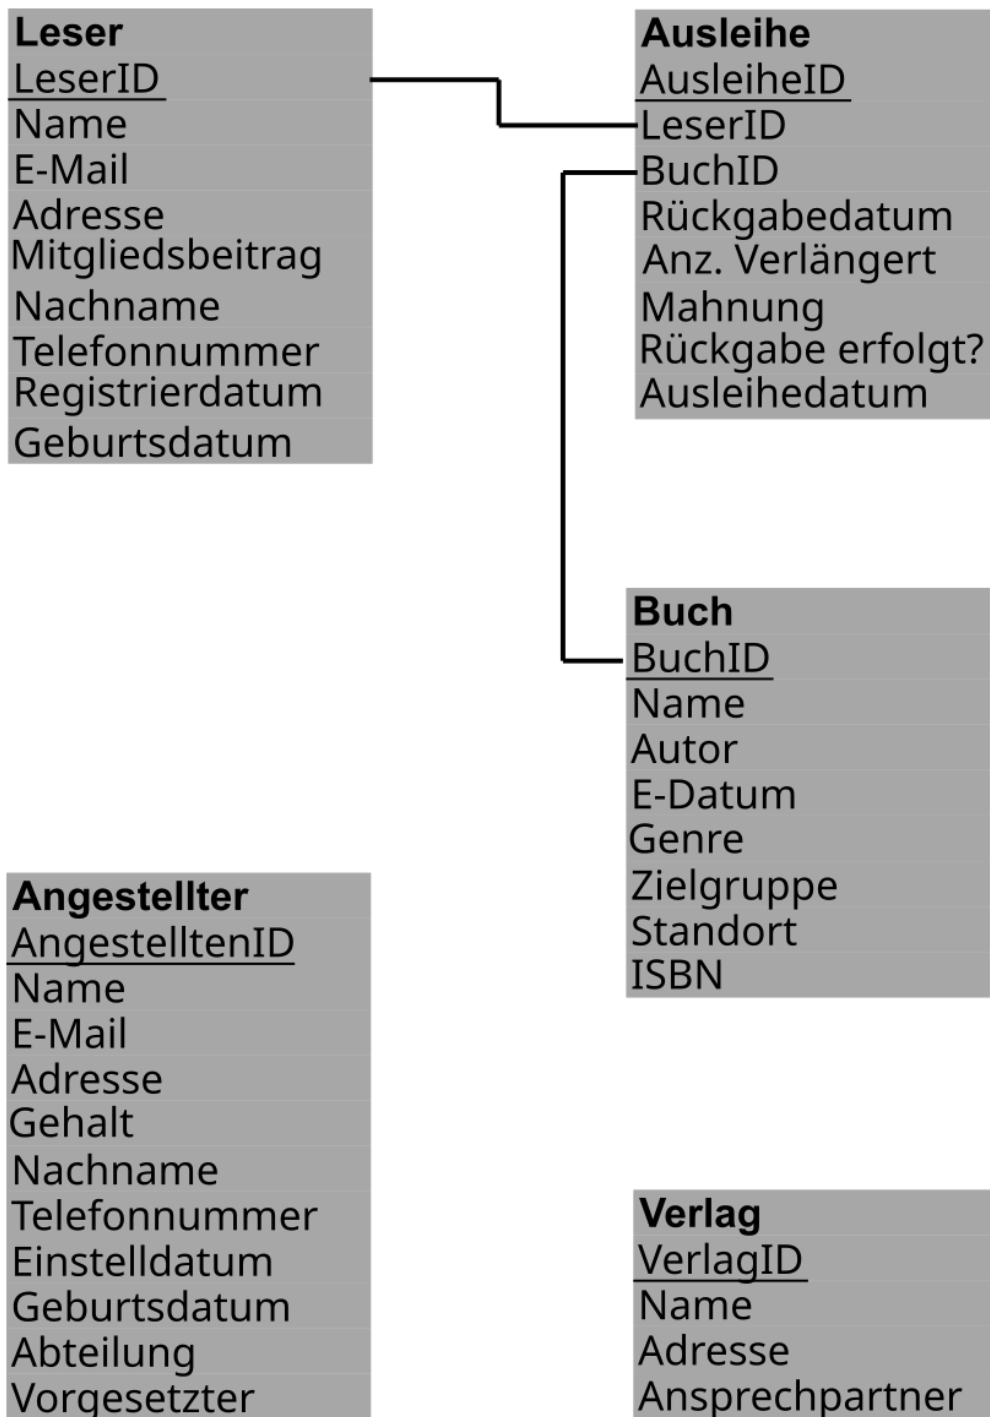 Leser
LeserID
Name
E-Mail
Adresse
Mitgliedsbeitrag
Nachname
Telefonnummer
Registrierdatum
Geburtsdatum
Ausleihe
AusleiheID
LeserID
BuchID
Rückgabedatum
Anz. Verlängert
Mahnung
Rückgabe erfolgt?
Ausleihedatum
Buch
BuchID
Name
Autor
E-Datum
Genre
Zielgruppe
Standort
ISBN
Angestellter
AngestelltenID
Name
E-Mail
Adresse
Gehalt
Nachname
Telefonnummer
Einstelldatum
Geburtsdatum
Abteilung
Vorgesetzter
Verlag
VerlagID
Name
Adresse
Ansprechpartner